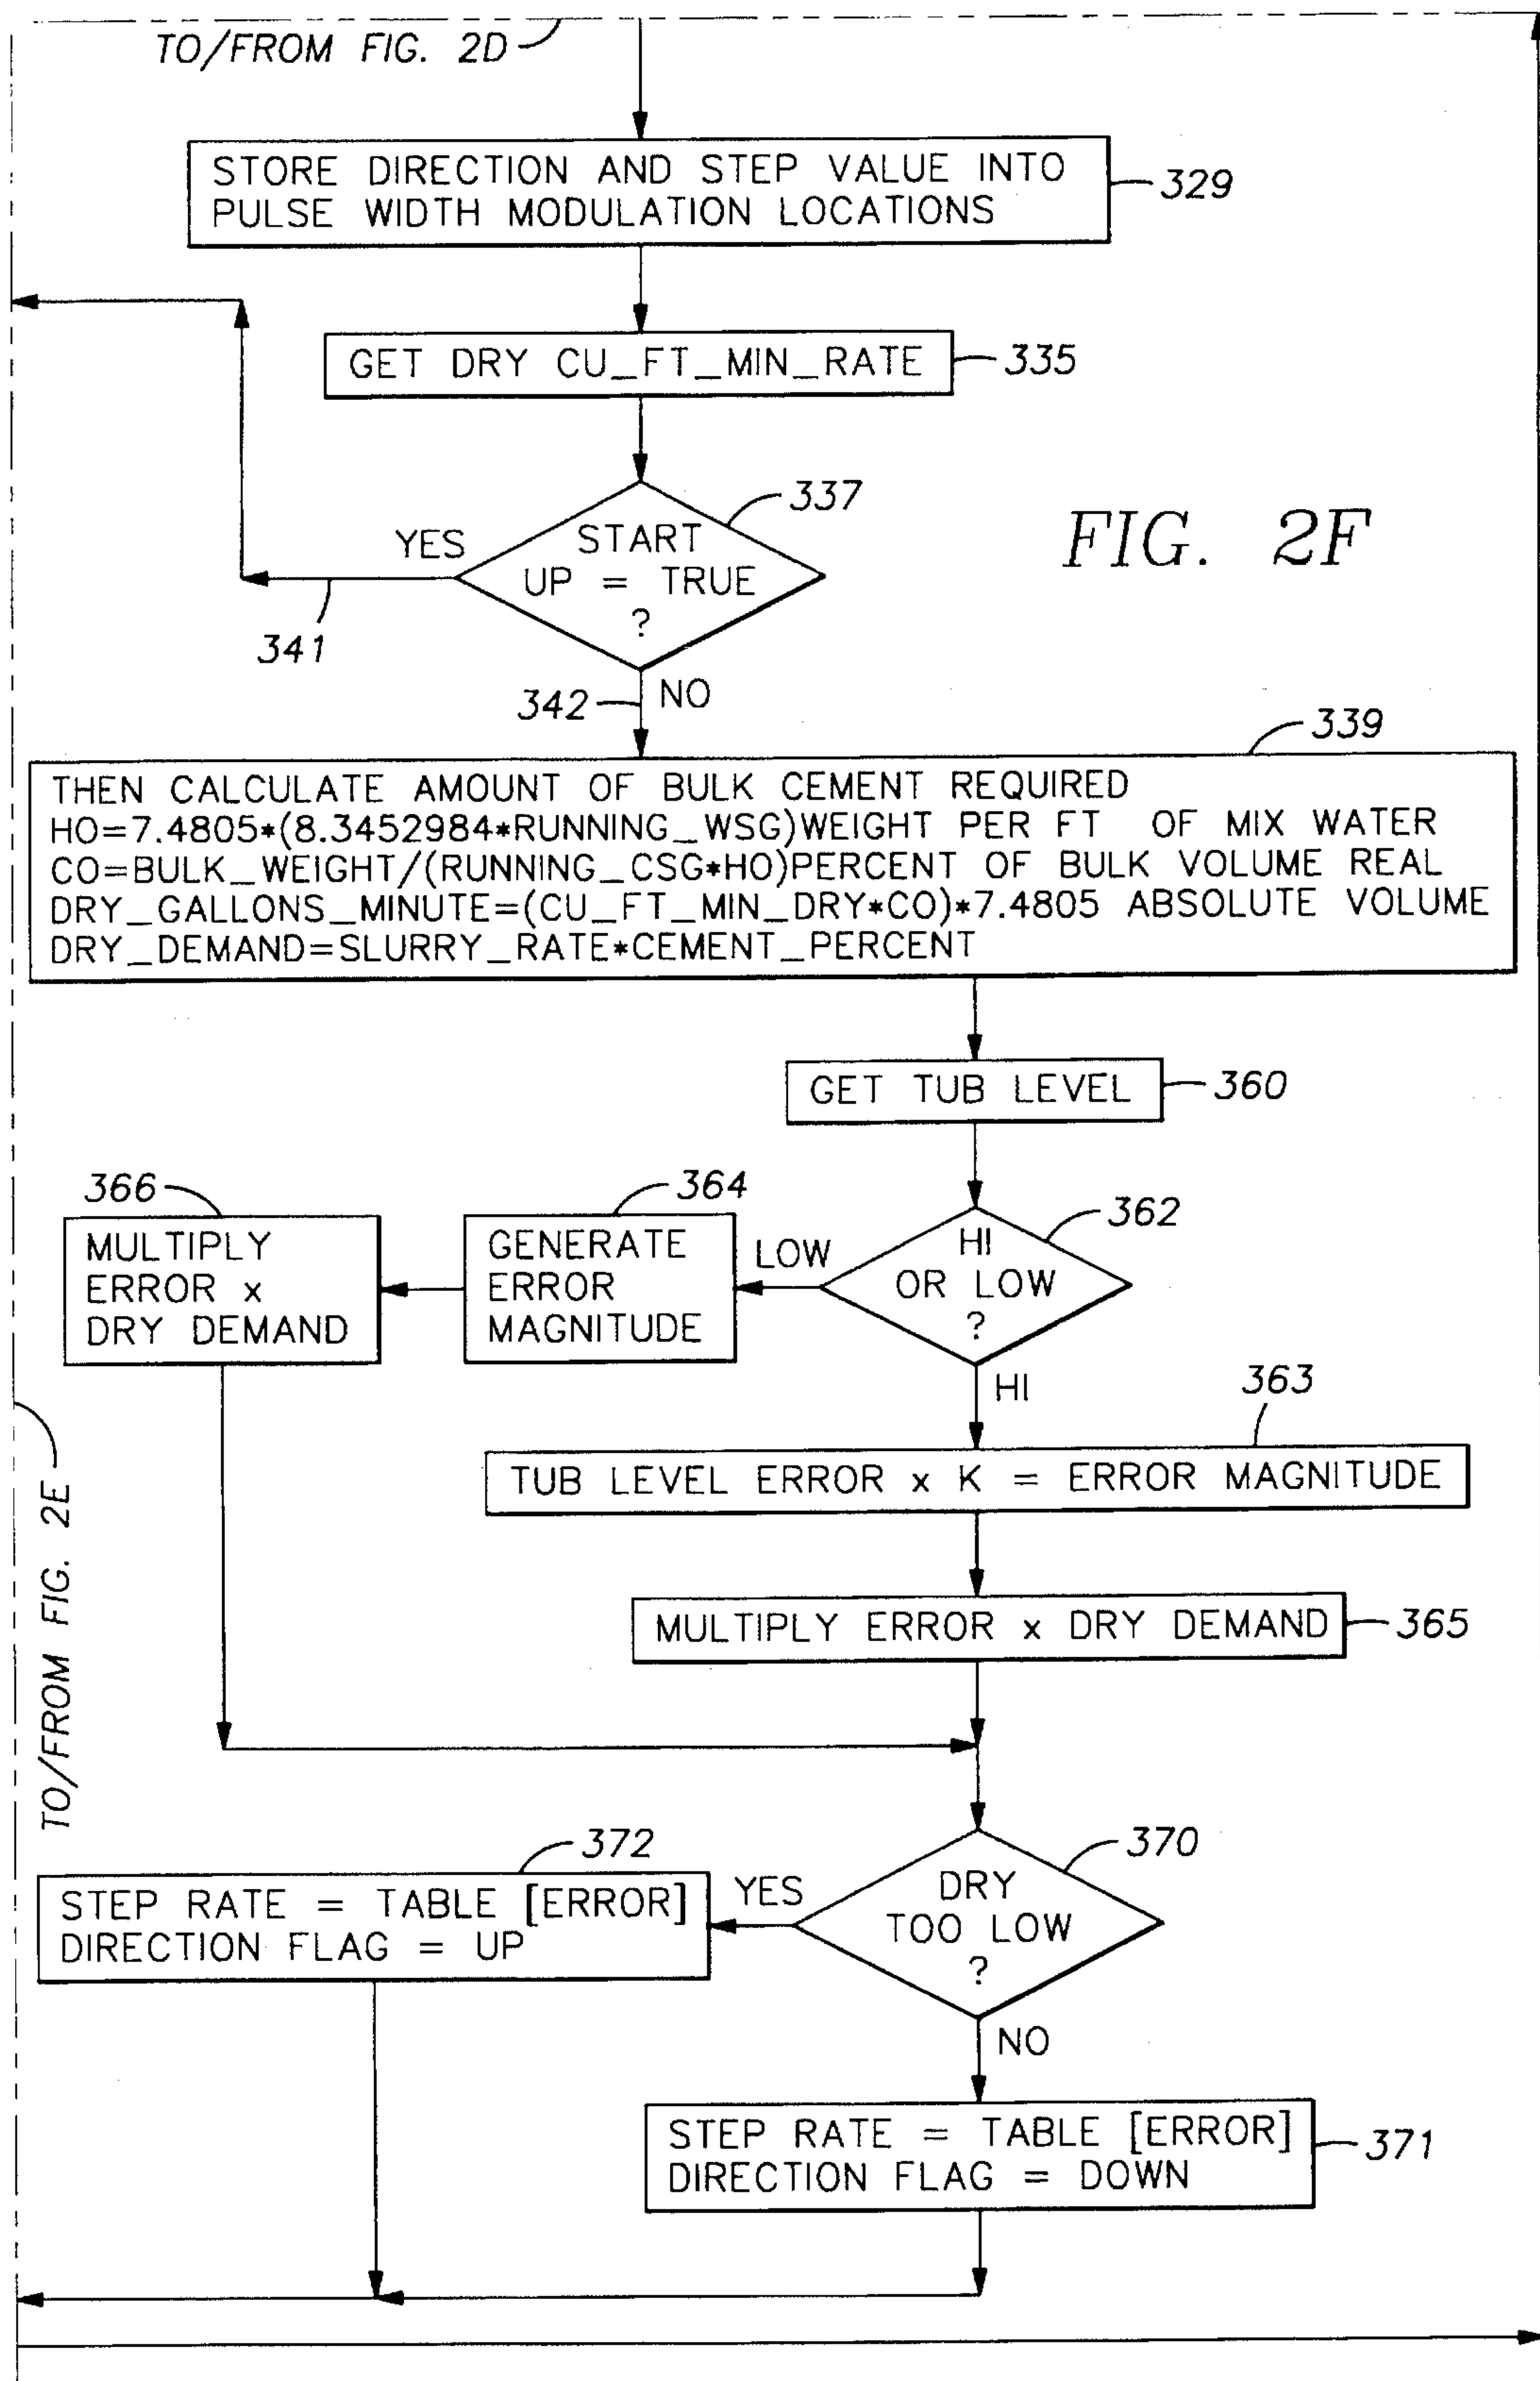 TO/FROM FIG. 2D
STORE DIRECTION AND STEP VALUE INTO
PULSE WIDTH MODULATION LOCATIONS
329
GET DRY CU_FT_MIN_RATE
335
337
YES
START
UP = TRUE
?
FIG. 2F
341
342
NO
339
THEN CALCULATE AMOUNT OF BULK CEMENT REQUIRED
HO=7.4805*(8.3452984*RUNNING_WSG)WEIGHT PER FT OF MIX WATER
CO=BULK_WEIGHT/(RUNNING_CSG*HO)PERCENT OF BULK VOLUME REAL
DRY_GALLONS_MINUTE=(CU_FT_MIN_DRY*CO)*7.4805 ABSOLUTE VOLUME
DRY_DEMAND=SLURRY_RATE*CEMENT_PERCENT
GET TUB LEVEL
360
366
364
362
MULTIPLY
ERROR x
DRY DEMAND
GENERATE
ERROR
MAGNITUDE
LOW
HI
OR LOW
?
HI
363
TUB LEVEL ERROR x K = ERROR MAGNITUDE
MULTIPLY ERROR x DRY DEMAND
365
TO/FROM FIG. 2E
372
370
STEP RATE = TABLE [ERROR]
DIRECTION FLAG = UP
YES
DRY
TOO LOW
?
NO
STEP RATE = TABLE [ERROR]
DIRECTION FLAG = DOWN
371